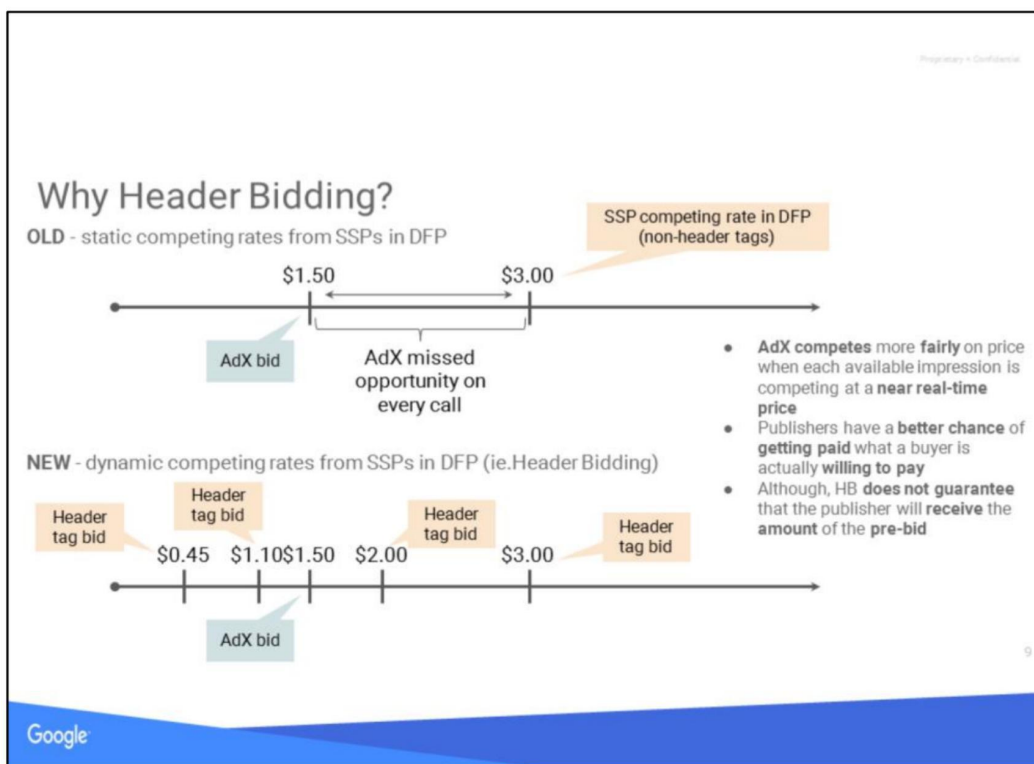 Proprietary + Confidential
Why Header Bidding?
OLD - static competing rates from SSPs in DFP
SSP competing rate in DFP
(non-header tags)
$1.50
$3.00
AdX bid
AdX missed
opportunity on
every call
NEW - dynamic competing rates from SSPs in DFP (ie.Header Bidding)
Header
tag bid
Header
tag bid
Header
tag bid
Header
tag bid
$0.45
$1.10
$1.50
$2.00
$3.00
AdX bid
● AdX competes more fairly on price
when each available impression is
competing at a near real-time
price
● Publishers have a better chance of
getting paid what a buyer is
actually willing to pay
● Although, HB does not guarantee
that the publisher will receive the
amount of the pre-bid
9
Google